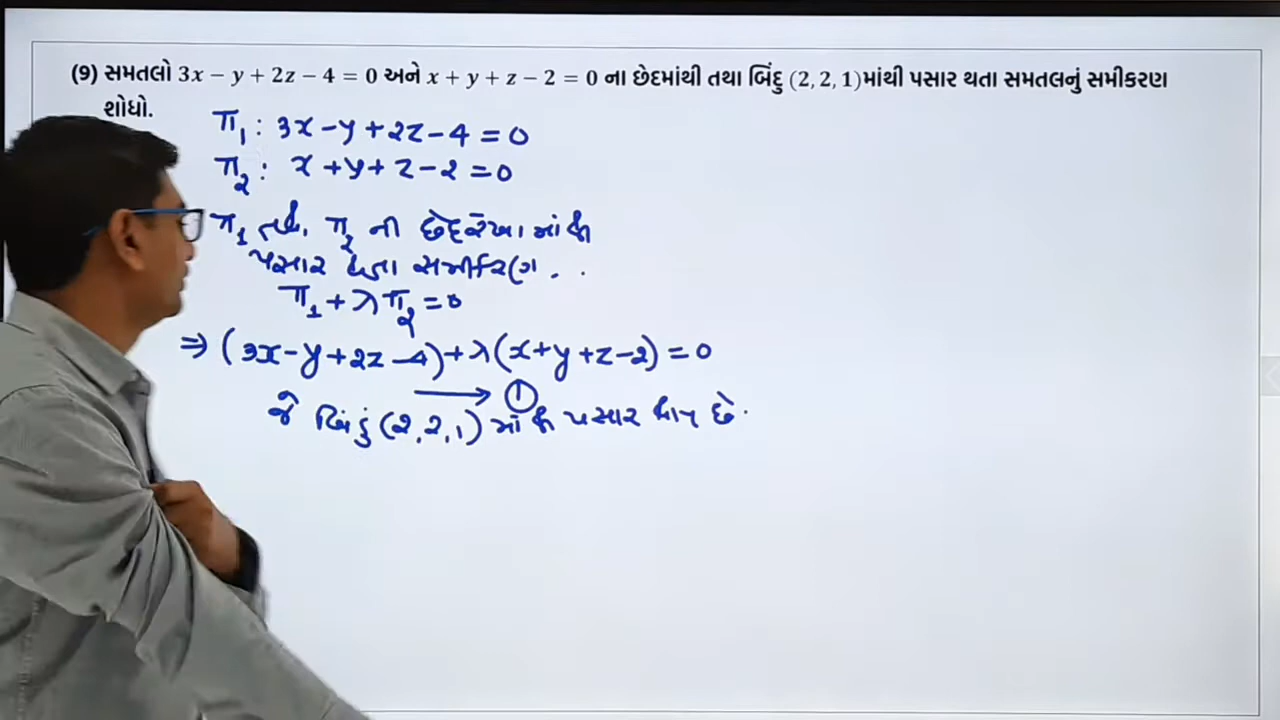 (9) સમતલો 3x − y + 2z − 4 = 0 અને x + y + z − 2 = 0 ના છેદમાંથી તથા બિંદુ (2, 2, 1)માંથી પસાર થતા સમતલનું સમીકરણ
શોધો.
π₁ : 3x − y + 2z − 4 = 0
π₂ : x + y + z − 2 = 0
π₁ તથા π₂ ની છેદરેખા માંથી
પસાર થતા સમીકરણ . .
π₁ + λπ₂ = 0
⇒ (3x − y + 2z − 4) + λ(x + y + z − 2) = 0
⟶ ①
જે બિંદુ (2, 2, 1) માંથી પસાર થાય છે.